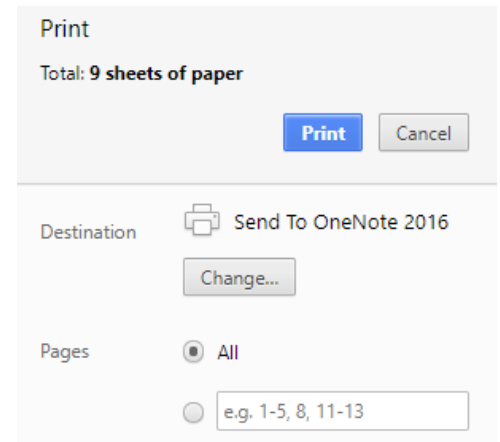 Print
Total: 9 sheets of paper
Print Cancel
Destination Send To OneNote 2016
Change...
Pages All
e.g. 1-5, 8, 11-13